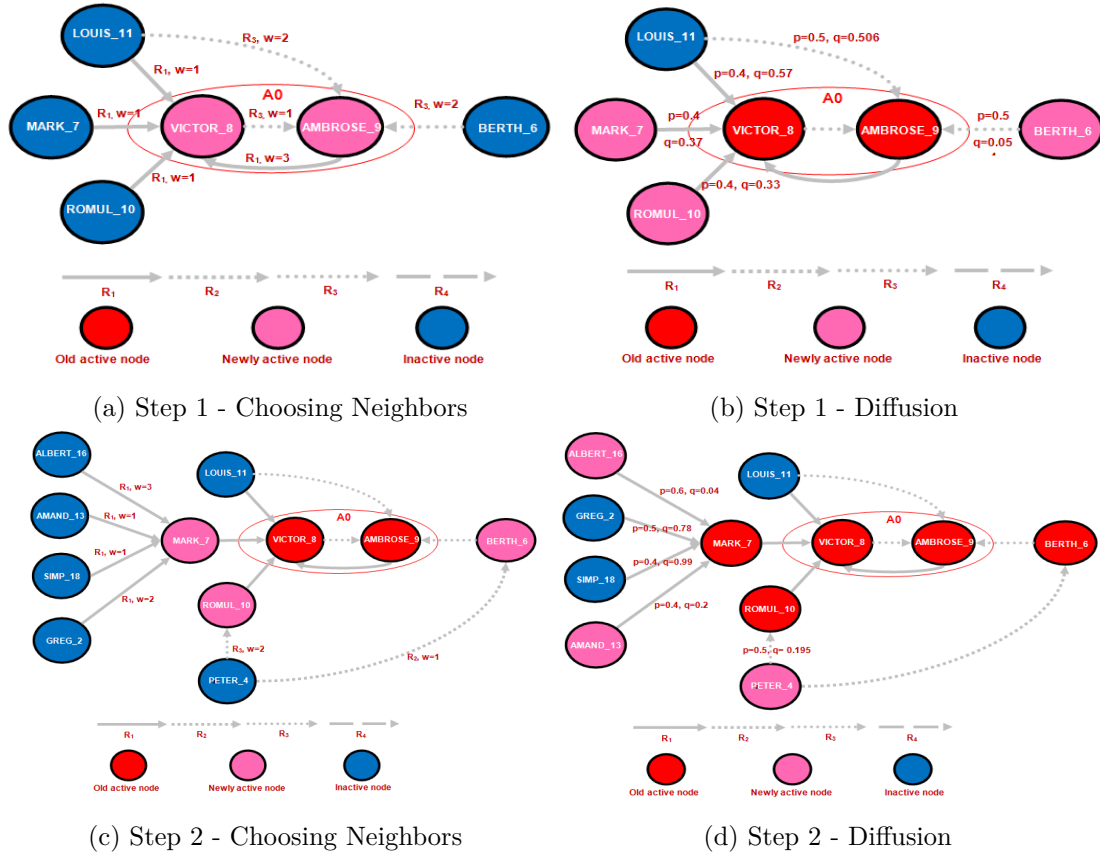 LOUIS_11
R₃, w=2
R₁, w=1
A0
MARK_7
R₁, w=1
VICTOR_8
R₃, w=1
AMBROSE_9
R₃, w=2
BERTH_6
R₁, w=3
R₁, w=1
ROMUL_10
R₁
R₂
R₃
R₄
Old active node
Newly active node
Inactive node
(a) Step 1 - Choosing Neighbors
LOUIS_11
p=0.5, q=0.506
p=0.4, q=0.57
A0
MARK_7
p=0.4
q=0.37
VICTOR_8
AMBROSE_9
p=0.5
q=0.05
BERTH_6
p=0.4, q=0.33
ROMUL_10
R₁
R₂
R₃
R₄
Old active node
Newly active node
Inactive node
(b) Step 1 - Diffusion
ALBERT_16
LOUIS_11
R₁, w=3
AMAND_13
R₁, w=1
A0
MARK_7
VICTOR_8
AMBROSE_9
BERTH_6
R₁, w=1
SIMP_18
ROMUL_10
R₁, w=2
GREG_2
R₃, w=2
R₂, w=1
PETER_4
R₁
R₂
R₃
R₄
Old active node
Newly active node
Inactive node
(c) Step 2 - Choosing Neighbors
ALBERT_16
LOUIS_11
p=0.6, q=0.04
GREG_2
A0
p=0.5, q=0.78
MARK_7
VICTOR_8
AMBROSE_9
BERTH_6
p=0.4, q=0.99
SIMP_18
p=0.4, q=0.2
ROMUL_10
AMAND_13
p=0.5, q= 0.195
PETER_4
R₁
R₂
R₃
R₄
Old active node
Newly active node
Inactive node
(d) Step 2 - Diffusion